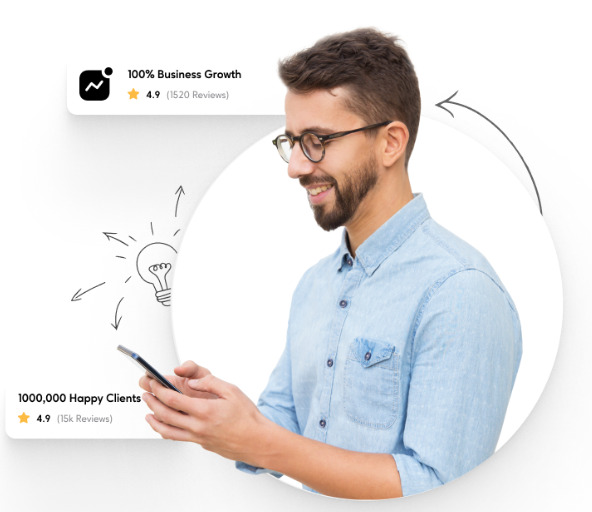 100% Business Growth
4.9 (1520 Reviews)
1000,000 Happy Clients
4.9 (15k Reviews)